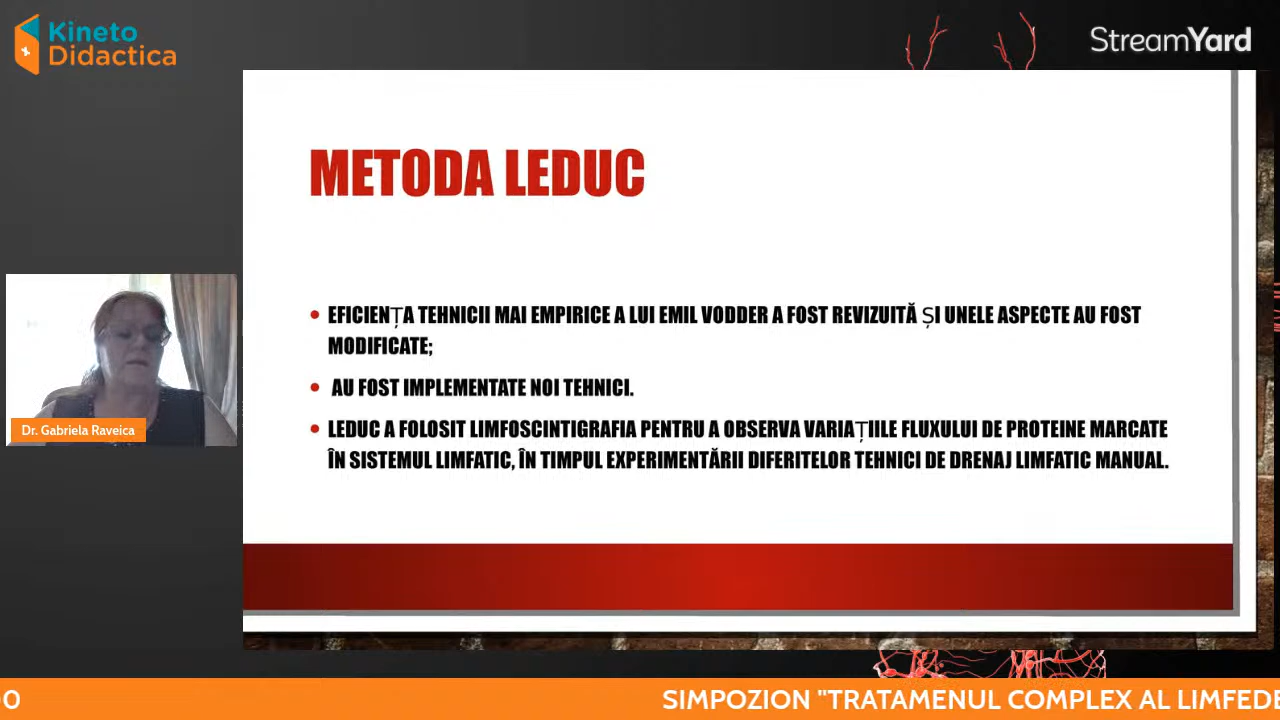 Kineto
Didactica
StreamYard
METODA LEDUC
• EFICIENȚA TEHNICII MAI EMPIRICE A LUI EMIL VODDER A FOST REVIZUITĂ ȘI UNELE ASPECTE AU FOST
MODIFICATE;
• AU FOST IMPLEMENTATE NOI TEHNICI.
• LEDUC A FOLOSIT LIMFOSCINTIGRAFIA PENTRU A OBSERVA VARIAȚIILE FLUXULUI DE PROTEINE MARCATE
ÎN SISTEMUL LIMFATIC, ÎN TIMPUL EXPERIMENTĂRII DIFERITELOR TEHNICI DE DRENAJ LIMFATIC MANUAL.
Dr. Gabriela Raveica
SIMPOZION "TRATAMENUL COMPLEX AL LIMFEDE